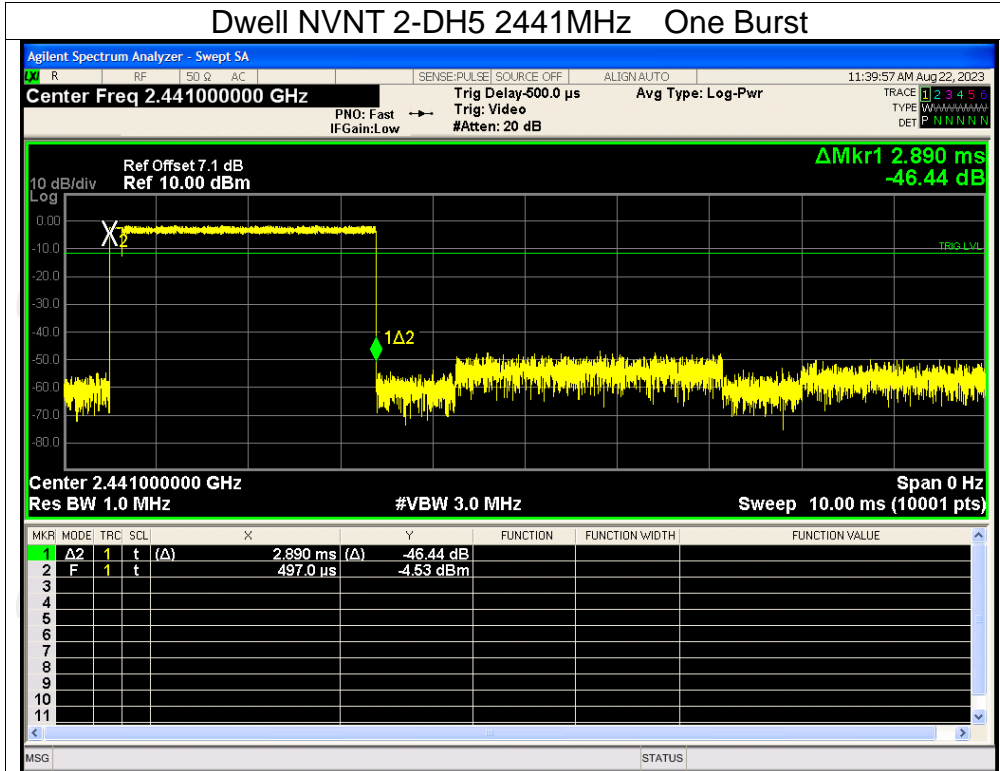 Dwell NVNT 2-DH5 2441MHz One Burst
Agilent Spectrum Analyzer - Swept SA
LXI R RF 50 Ω AC SENSE:PULSE SOURCE OFF ALIGN AUTO 11:39:57 AM Aug 22, 2023
Center Freq 2.441000000 GHz Trig Delay-500.0 µs Avg Type: Log-Pwr TRACE 1 2 3 4 5 6
PNO: Fast Trig: Video TYPE WWWWWW
IFGain:Low #Atten: 20 dB DET P N N N N N
ΔMkr1 2.890 ms
-46.44 dB
Ref Offset 7.1 dB
10 dB/div Ref 10.00 dBm
Log
0.00
-10.0
-20.0
-30.0
-40.0
-50.0
-60.0
-70.0
-80.0
2
TRIG LVL
1Δ2
Center 2.441000000 GHz Span 0 Hz
Res BW 1.0 MHz #VBW 3.0 MHz Sweep 10.00 ms (10001 pts)
MKR MODE TRC SCL X Y FUNCTION FUNCTION WIDTH FUNCTION VALUE
1 Δ2 1 t (Δ) 2.890 ms (Δ) -46.44 dB
2 F 1 t 497.0 µs -4.53 dBm
3
4
5
6
7
8
9
10
11
MSG STATUS